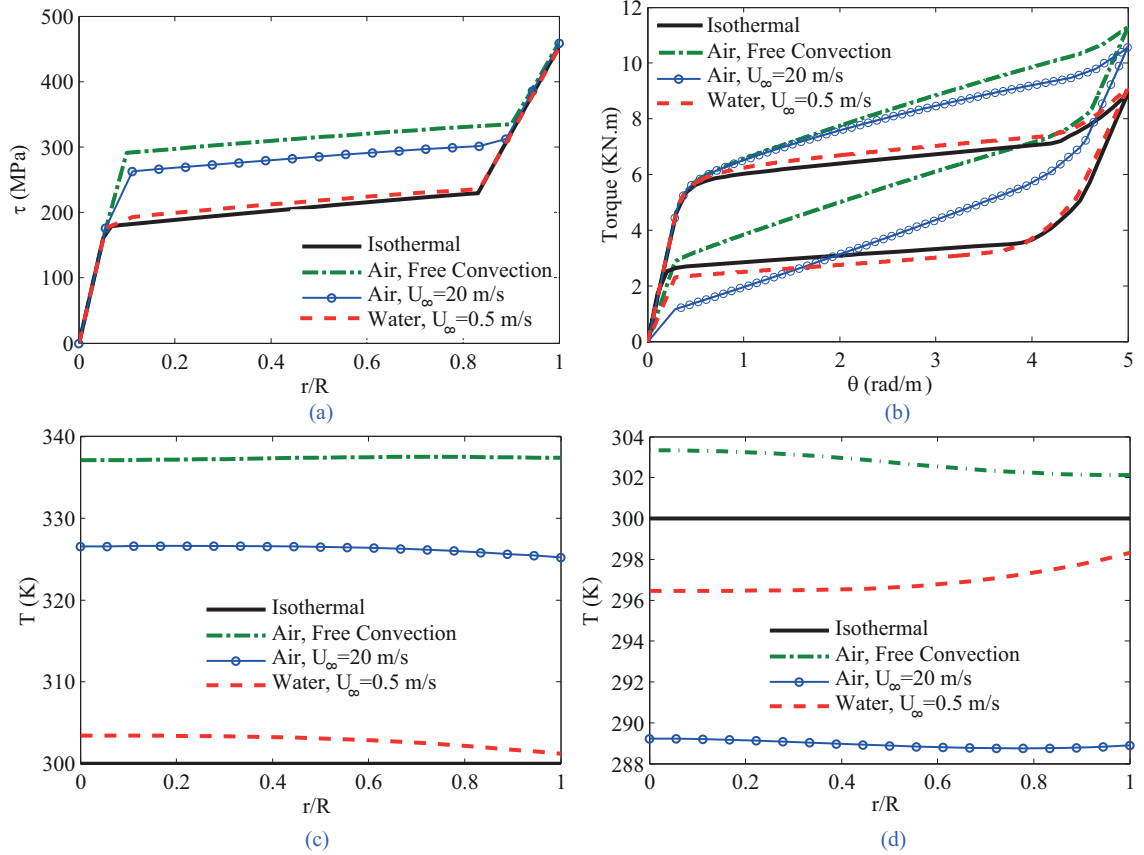 500
400
300
200
100
0
τ (MPa)
0 0.2 0.4 0.6 0.8 1
r/R
Isothermal
Air, Free Convection
Air, U∞=20 m/s
Water, U∞=0.5 m/s
(a)
12
10
8
6
4
2
0
Torque (KN.m)
0 1 2 3 4 5
θ (rad/m)
Isothermal
Air, Free Convection
Air, U∞=20 m/s
Water, U∞=0.5 m/s
(b)
340
330
320
310
300
T (K)
0 0.2 0.4 0.6 0.8 1
r/R
Isothermal
Air, Free Convection
Air, U∞=20 m/s
Water, U∞=0.5 m/s
(c)
304
302
300
298
296
294
292
290
288
T (K)
0 0.2 0.4 0.6 0.8 1
r/R
Isothermal
Air, Free Convection
Air, U∞=20 m/s
Water, U∞=0.5 m/s
(d)